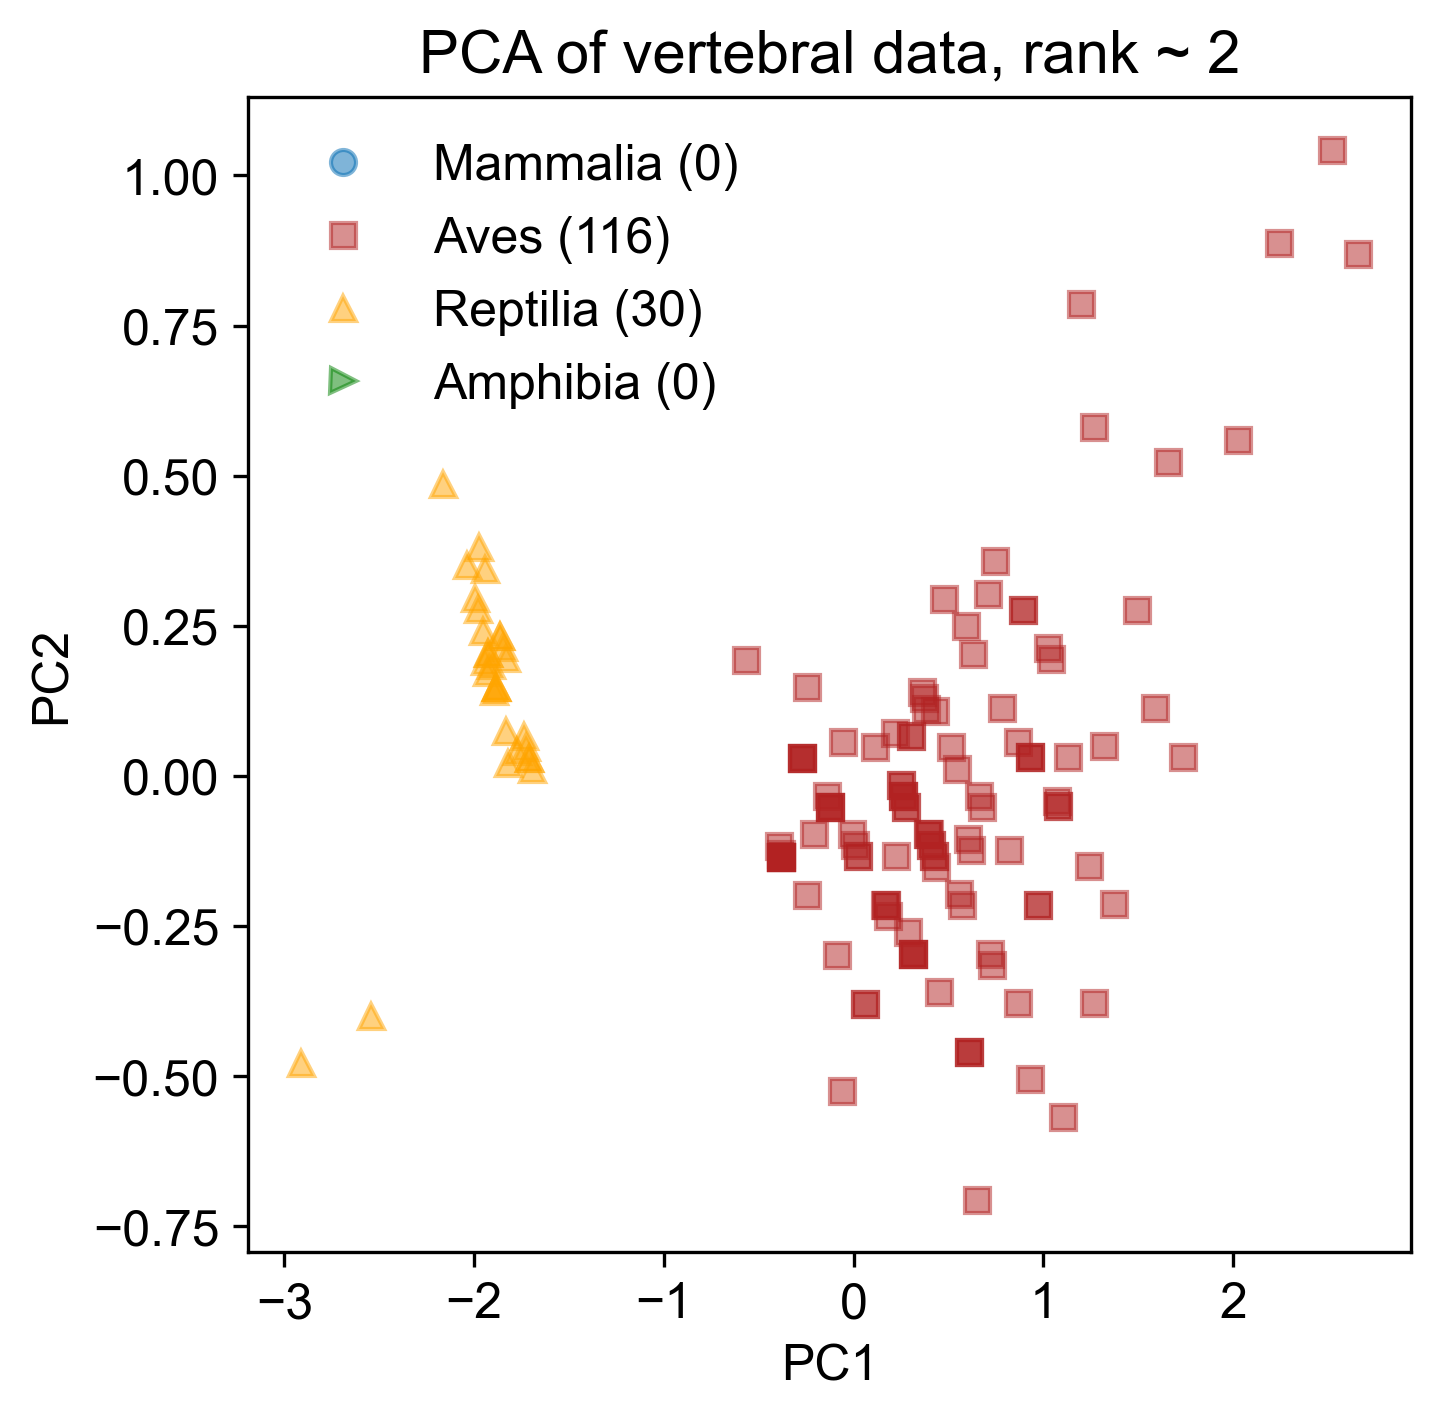 PCA of vertebral data, rank ~ 2
Mammalia (0)
Aves (116)
Reptilia (30)
Amphibia (0)
1.00
0.75
0.50
0.25
0.00
−0.25
−0.50
−0.75
PC2
−3 −2 −1 0 1 2
PC1